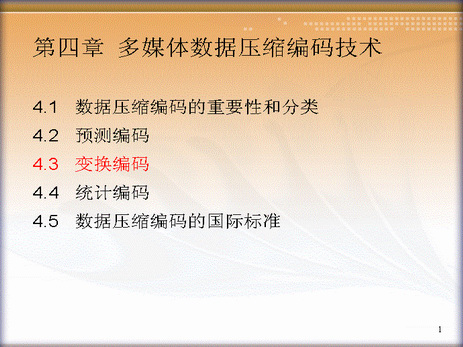 第四章 多媒体数据压缩编码技术
4.1 数据压缩编码的重要性和分类
4.2 预测编码
4.3 变换编码
4.4 统计编码
4.5 数据压缩编码的国际标准
1